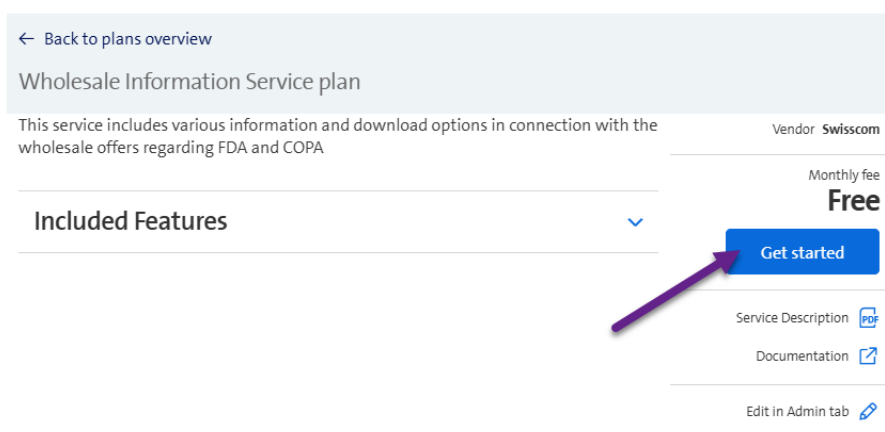 ← Back to plans overview
Wholesale Information Service plan
This service includes various information and download options in connection with the
wholesale offers regarding FDA and COPA
Included Features
Vendor Swisscom
Monthly fee
Free
Get started
Service Description PDF
Documentation
Edit in Admin tab